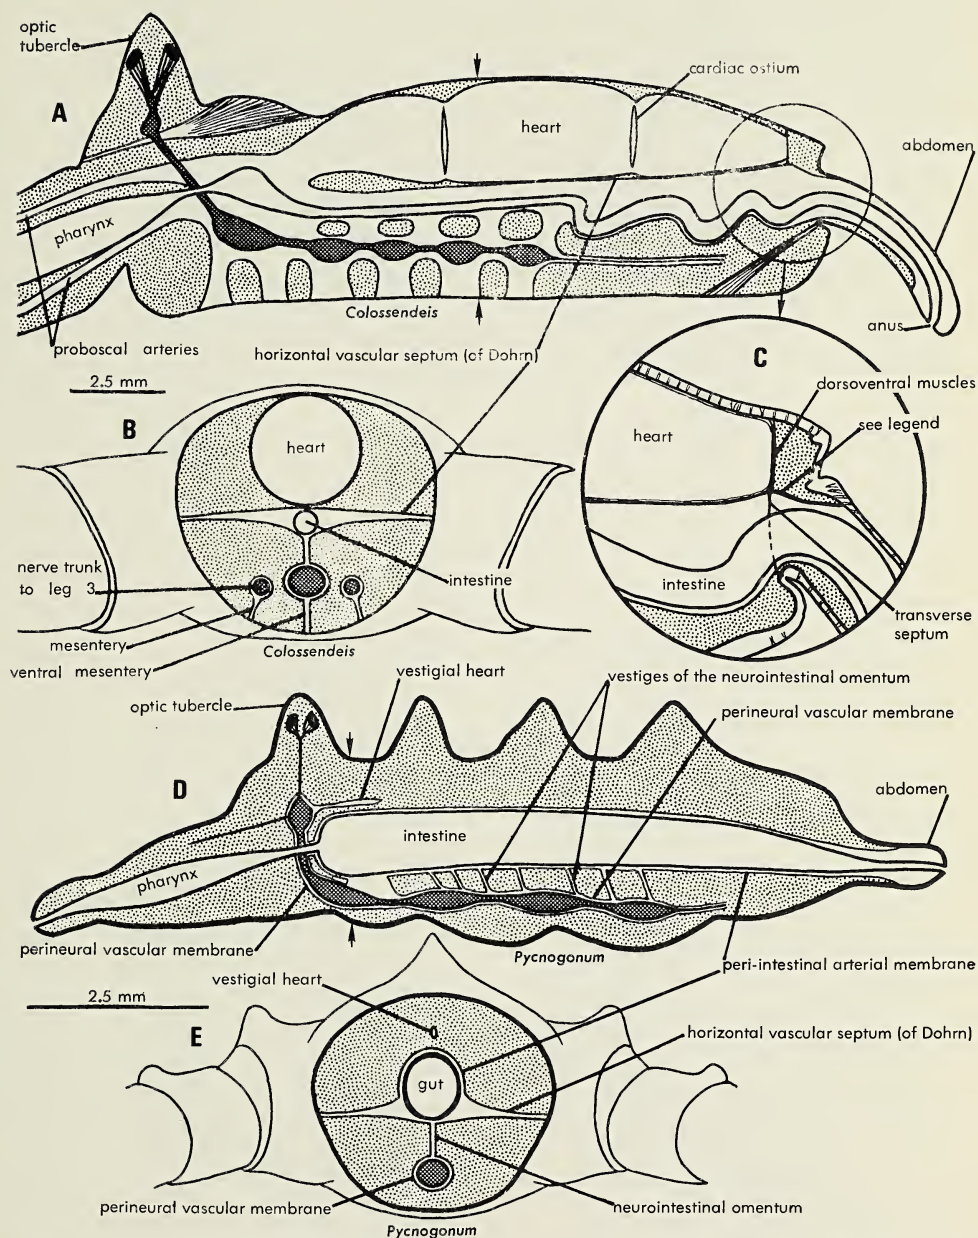 optic
tubercle
A
cardiac ostium
heart
abdomen
pharynx
Colossendeis
anus
proboscal arteries
horizontal vascular septum (of Dohrn)
2.5 mm
C
dorsoventral muscles
see legend
heart
B
heart
nerve trunk
to leg 3
intestine
intestine
mesentery
transverse
septum
Colossendeis
ventral mesentery
vestigial heart
vestiges of the neurointestinal omentum
optic tubercle
perineural vascular membrane
D
abdomen
intestine
pharynx
perineural vascular membrane
Pycnogonum
peri-intestinal arterial membrane
vestigial heart
2.5 mm
E
horizontal vascular septum (of Dohrn)
gut
perineural vascular membrane
neurointestinal omentum
Pycnogonum